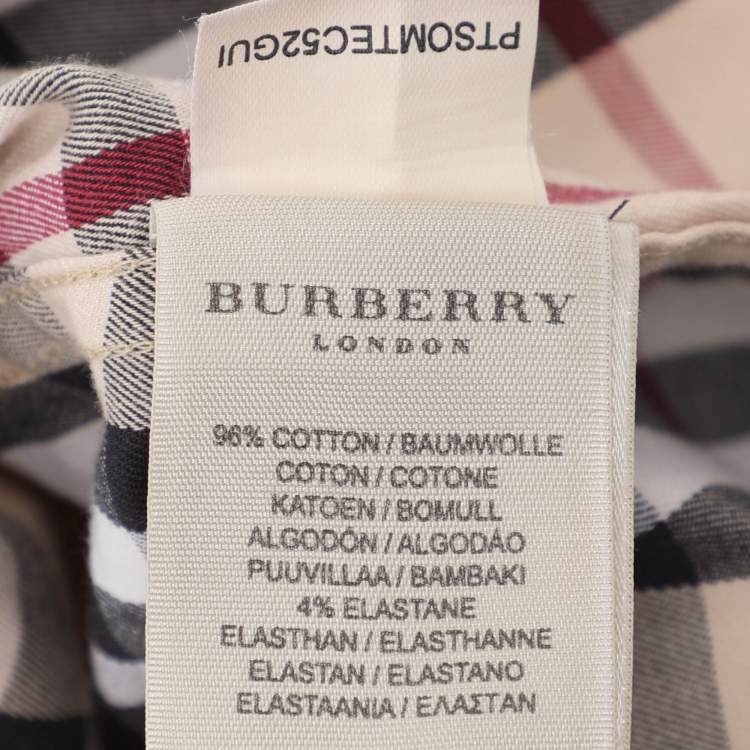 PTSOMTEC52GUI
BURBERRY
LONDON
96% COTTON / BAUMWOLLE
COTON / COTONE
KATOEN / BOMULL
ALGODÓN / ALGODÃO
PUUVILLAA / BAMBAKI
4% ELASTANE
ELASTHAN / ELASTHANNE
ELASTAN / ELASTANO
ELASTAANIA / ΕΛΑΣΤΑΝ